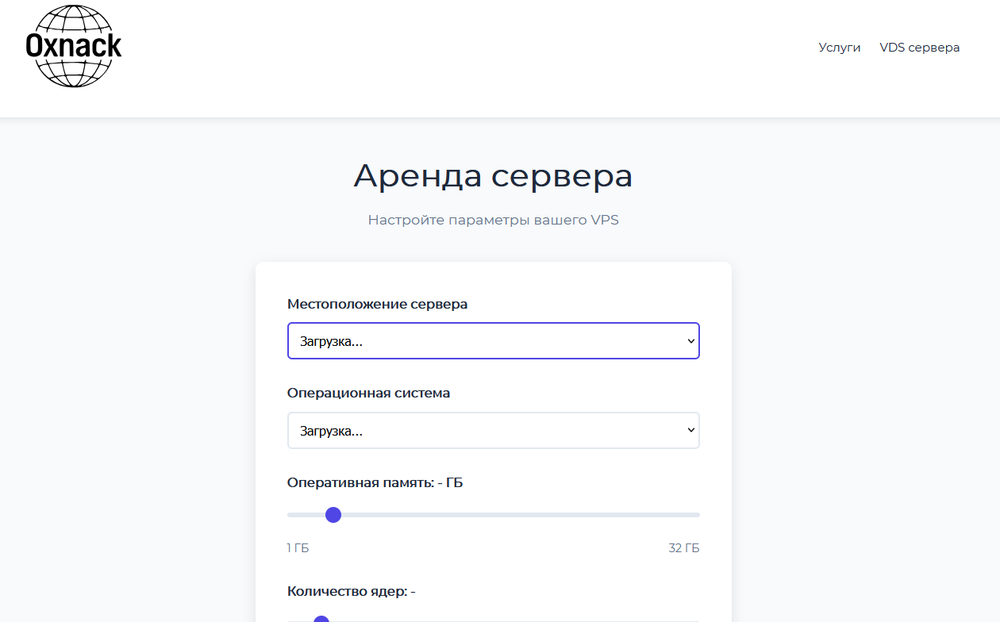 Oxnack
Услуги
VDS сервера
Аренда сервера
Настройте параметры вашего VPS
Местоположение сервера
Загрузка...
Операционная система
Загрузка...
Оперативная память: - ГБ
1 ГБ
32 ГБ
Количество ядер: -